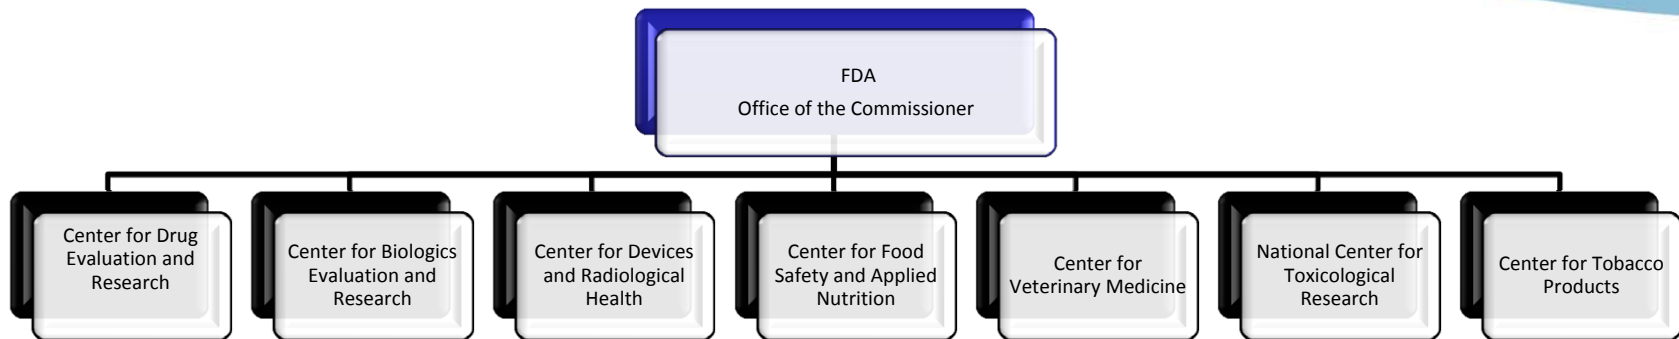 FDA
Office of the Commissioner
Center for Drug
Evaluation and
Research
Center for Biologics
Evaluation and
Research
Center for Devices
and Radiological
Health
Center for Food
Safety and Applied
Nutrition
Center for
Veterinary Medicine
National Center for
Toxicological
Research
Center for Tobacco
Products